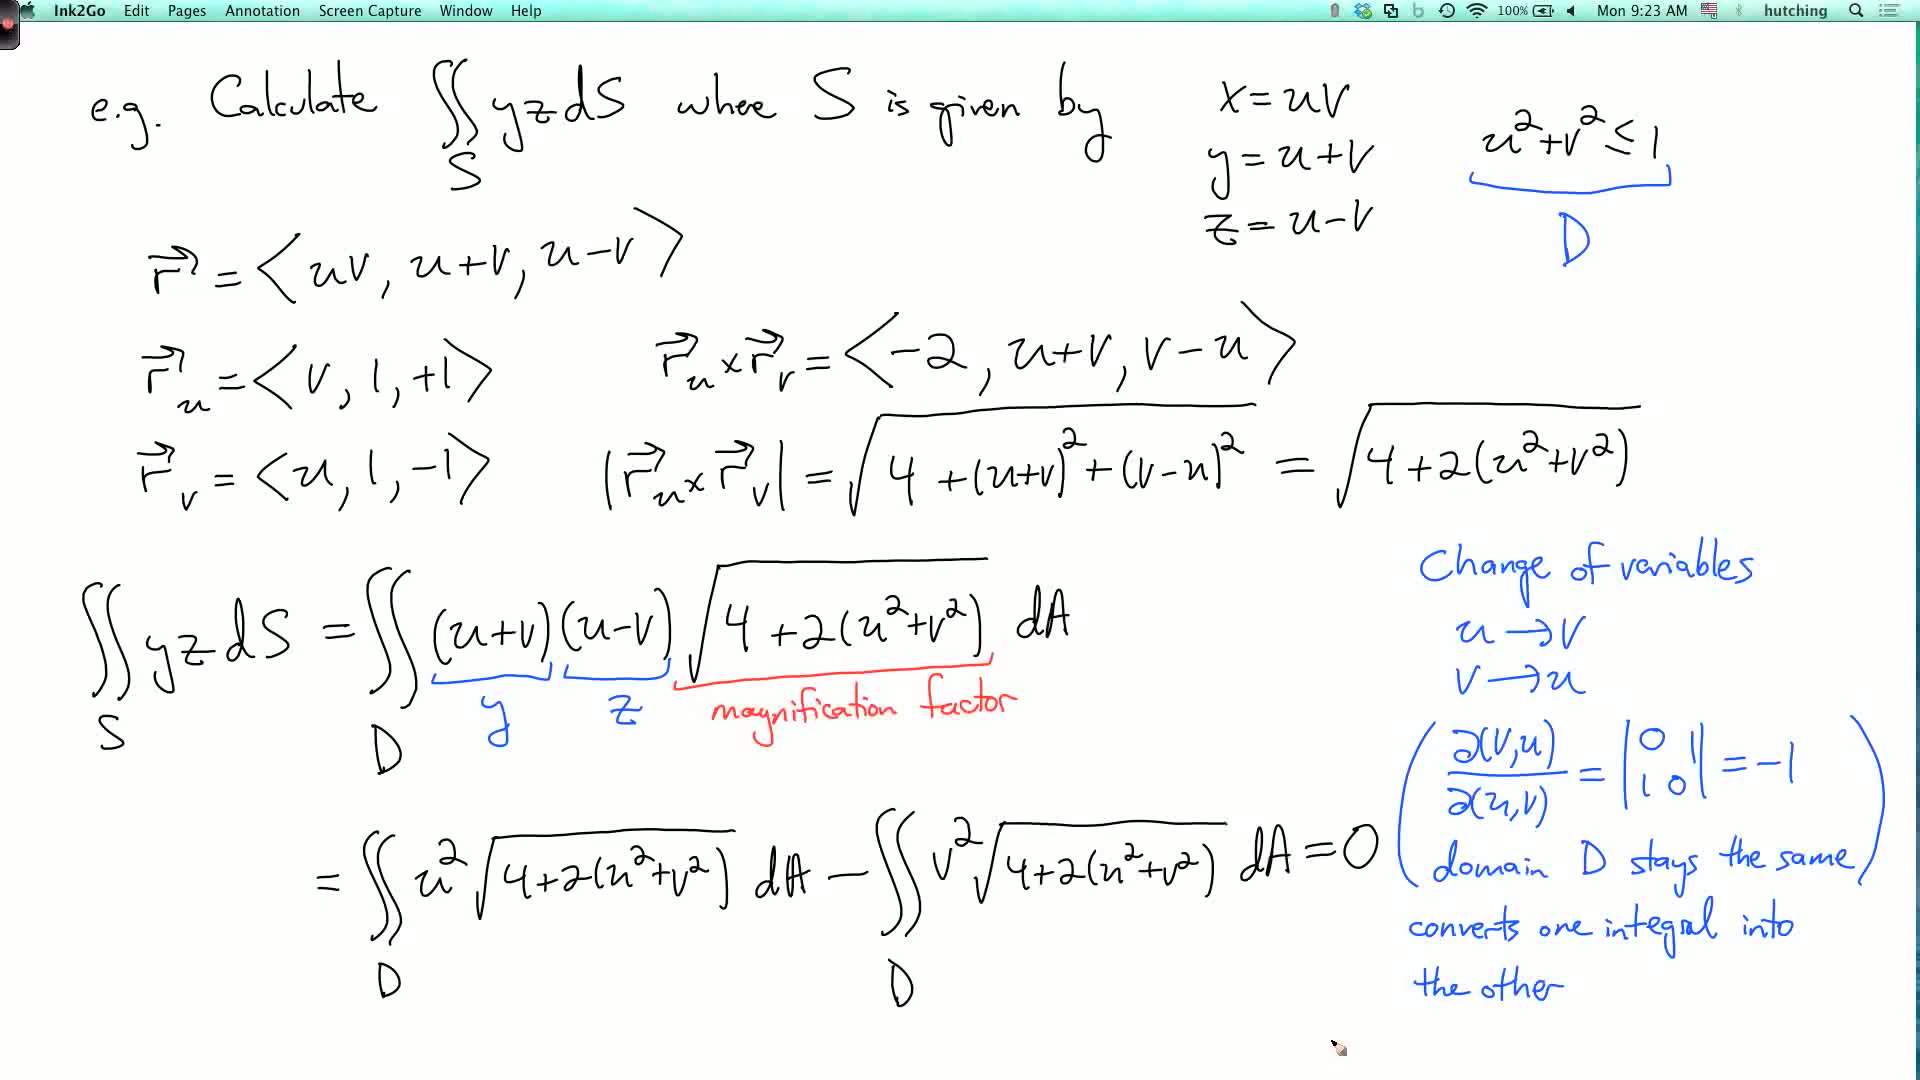 Ink2Go Edit Pages Annotation Screen Capture Window Help 100% Mon 9:23 AM hutching
e.g. Calculate ∬_S yz dS where S is given by
x = uv
y = u+v
z = u-v
u² + v² ≤ 1
D
r⃗ = <uv, u+v, u-v>
r⃗_u = <v, 1, +1>
r⃗_u × r⃗_v = <-2, u+v, v-u>
r⃗_v = <u, 1, -1>
|r⃗_u × r⃗_v| = √(4 + (u+v)² + (v-u)²) = √(4+2(u²+v²))
∬_S yz dS = ∬_D (u+v)(u-v) √(4+2(u²+v²)) dA
y z magnification factor
= ∬_D u² √(4+2(u²+v²)) dA - ∬_D v² √(4+2(u²+v²)) dA = 0
Change of variables
u → v
v → u
( ∂(v,u)/∂(u,v) = |0 1; 1 0| = -1
domain D stays the same )
converts one integral into
the other